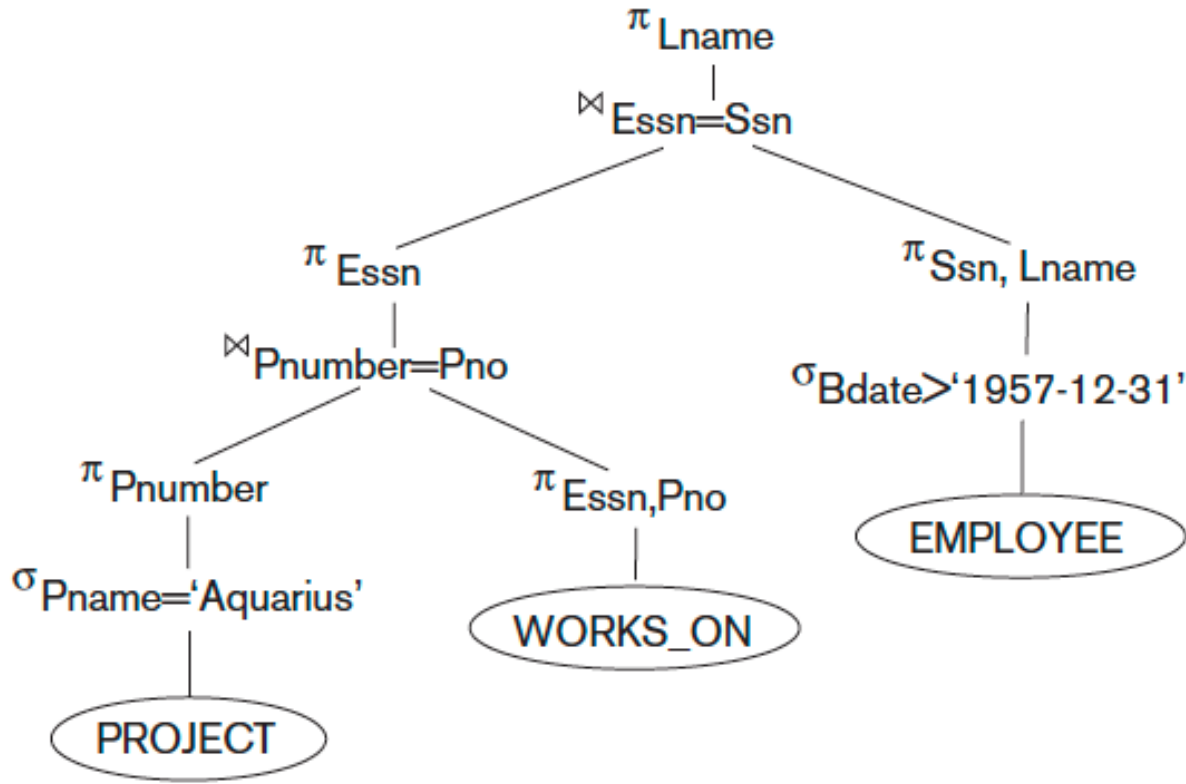 π Lname
⋈ Essn=Ssn
π Essn
π Ssn, Lname
⋈ Pnumber=Pno
σ Bdate>‘1957-12-31’
π Pnumber
π Essn,Pno
EMPLOYEE
σ Pname=‘Aquarius’
WORKS_ON
PROJECT